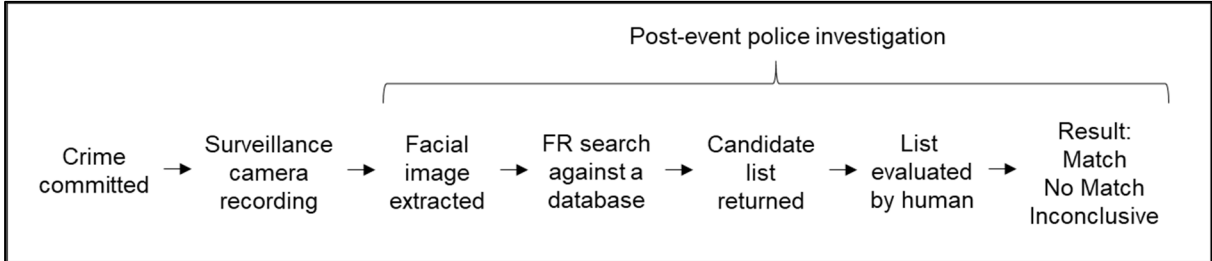 Post-event police investigation
Crime
committed
Surveillance
camera
recording
Facial
image
extracted
FR search
against a
database
Candidate
list
returned
List
evaluated
by human
Result:
Match
No Match
Inconclusive